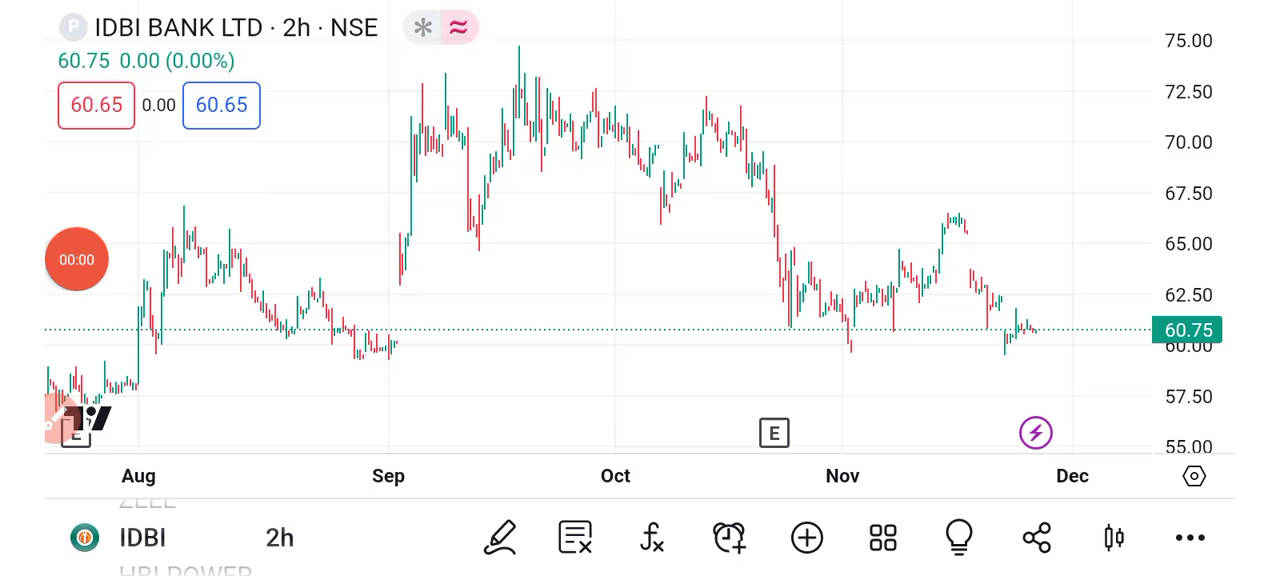 P IDBI BANK LTD · 2h · NSE
60.75 0.00 (0.00%)
60.65 0.00 60.65
75.00
72.50
70.00
67.50
65.00
00:00
62.50
60.75
60.00
57.50
E
E
55.00
Aug Sep Oct Nov Dec
ZEEL
IDBI 2h
HBLPOWER